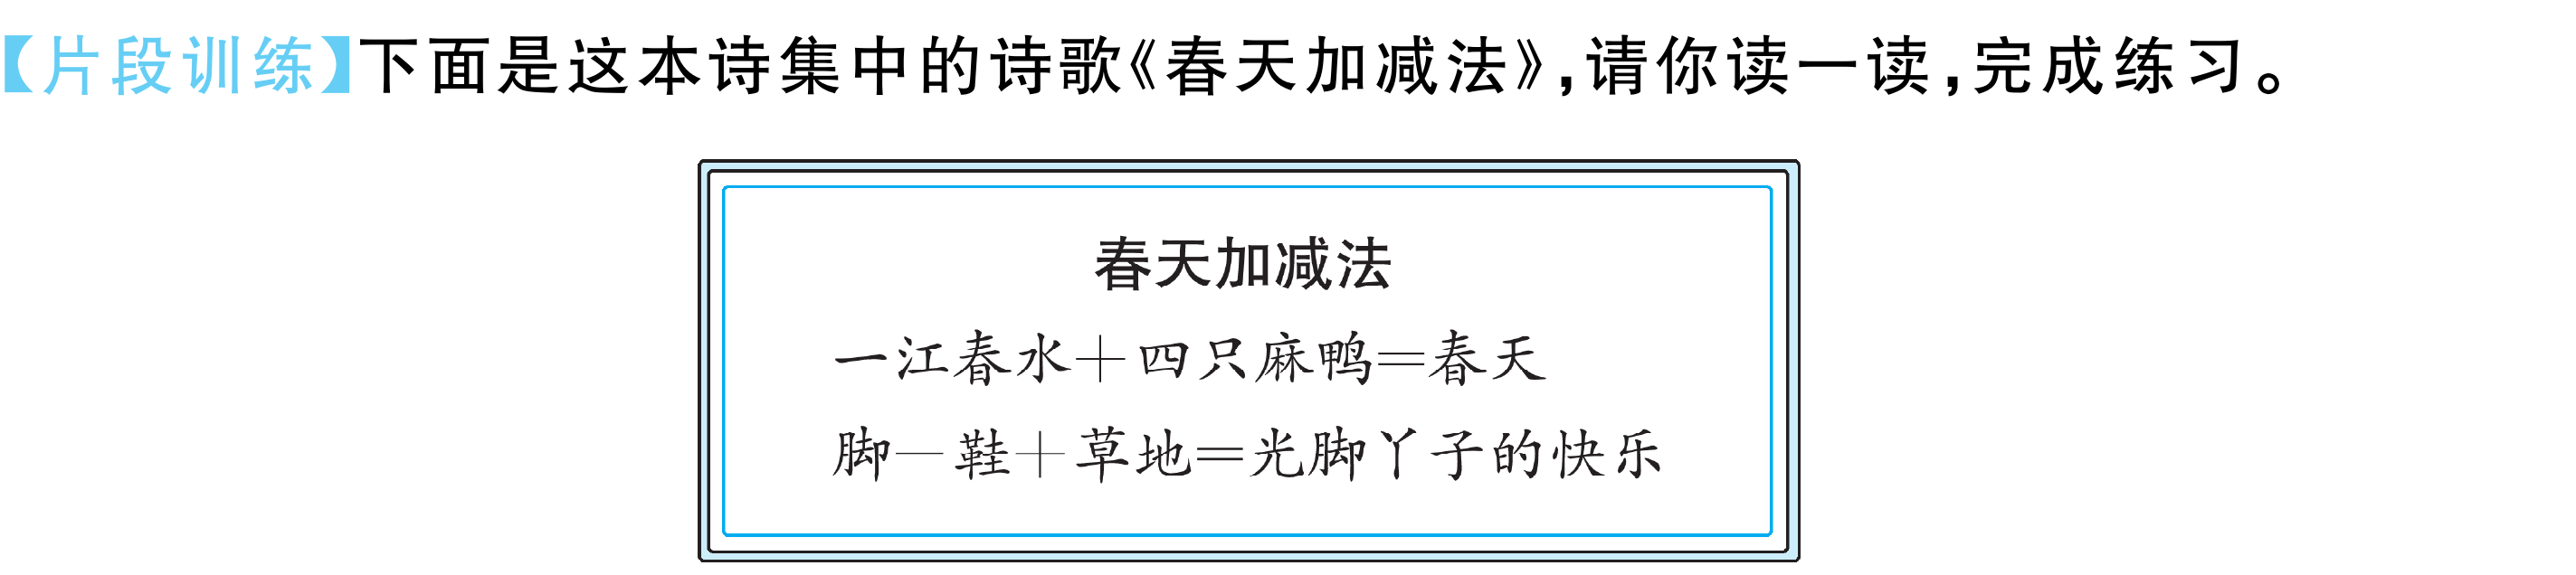 【片段训练】下面是这本诗集中的诗歌《春天加减法》,请你读一读,完成练习。
春天加减法
一江春水+四只麻鸭=春天
脚—鞋+草地=光脚丫子的快乐